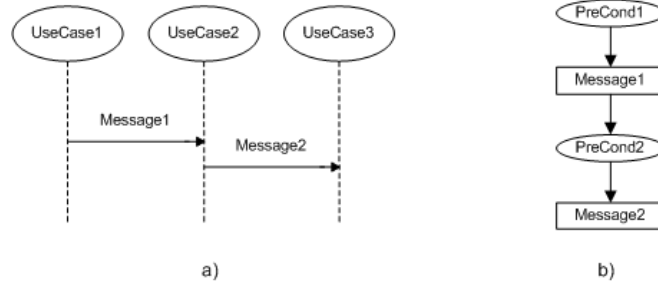 UseCase1 UseCase2 UseCase3
Message1
Message2
a)
PreCond1
Message1
PreCond2
Message2
b)